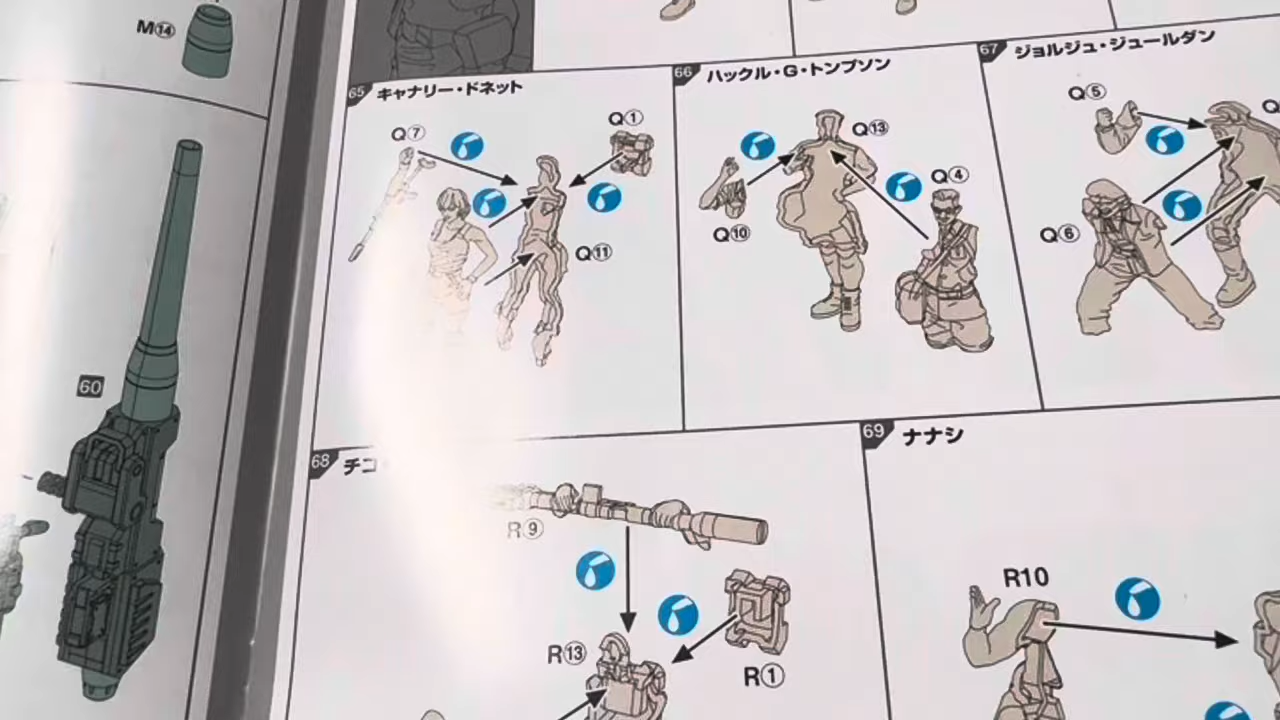 M⑭
60
65 キャナリー・ドネット
Q⑦
Q①
Q⑪
66 ハックル・G・トンプソン
Q⑬
Q⑩
Q④
67 ジョルジュ・ジュールダン
Q⑤
Q⑥
Q
68 チコ
R⑨
R⑬
R①
69 ナナシ
R10